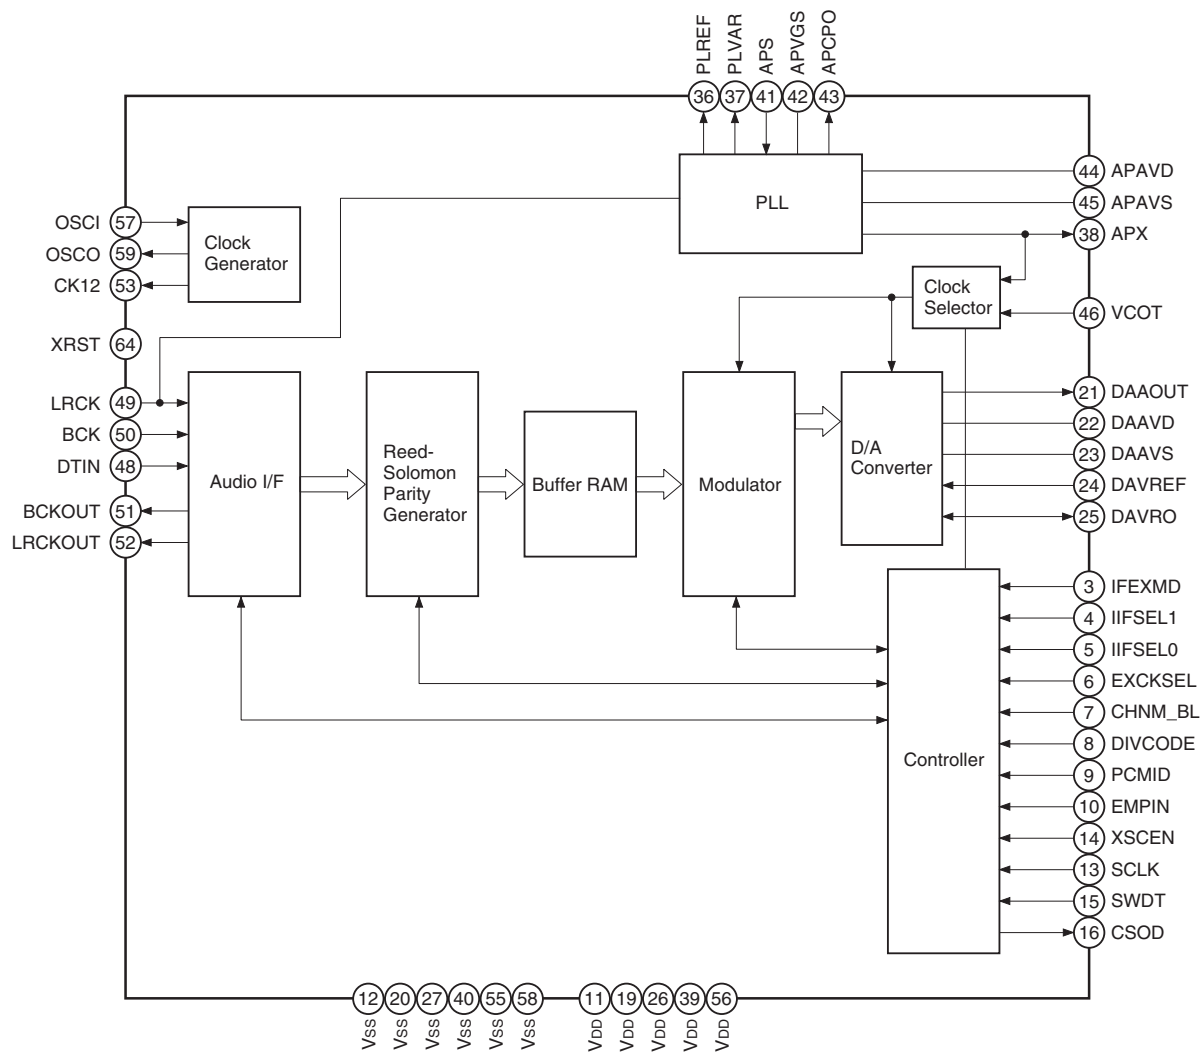 PLREF
PLVAR
APS
APVGS
APCPO
36
37
41
42
43
PLL
44 APAVD
45 APAVS
38 APX
OSCI 57
OSCO 59
CK12 53
Clock
Generator
Clock
Selector
46 VCOT
XRST 64
LRCK 49
BCK 50
DTIN 48
BCKOUT 51
LRCKOUT 52
Audio I/F
Reed-
Solomon
Parity
Generator
Buffer RAM
Modulator
D/A
Converter
21 DAAOUT
22 DAAVD
23 DAAVS
24 DAVREF
25 DAVRO
Controller
3 IFEXMD
4 IIFSEL1
5 IIFSEL0
6 EXCKSEL
7 CHNM_BL
8 DIVCODE
9 PCMID
10 EMPIN
14 XSCEN
13 SCLK
15 SWDT
16 CSOD
12
20
27
40
55
58
11
19
26
39
56
VSS
VSS
VSS
VSS
VSS
VSS
VDD
VDD
VDD
VDD
VDD